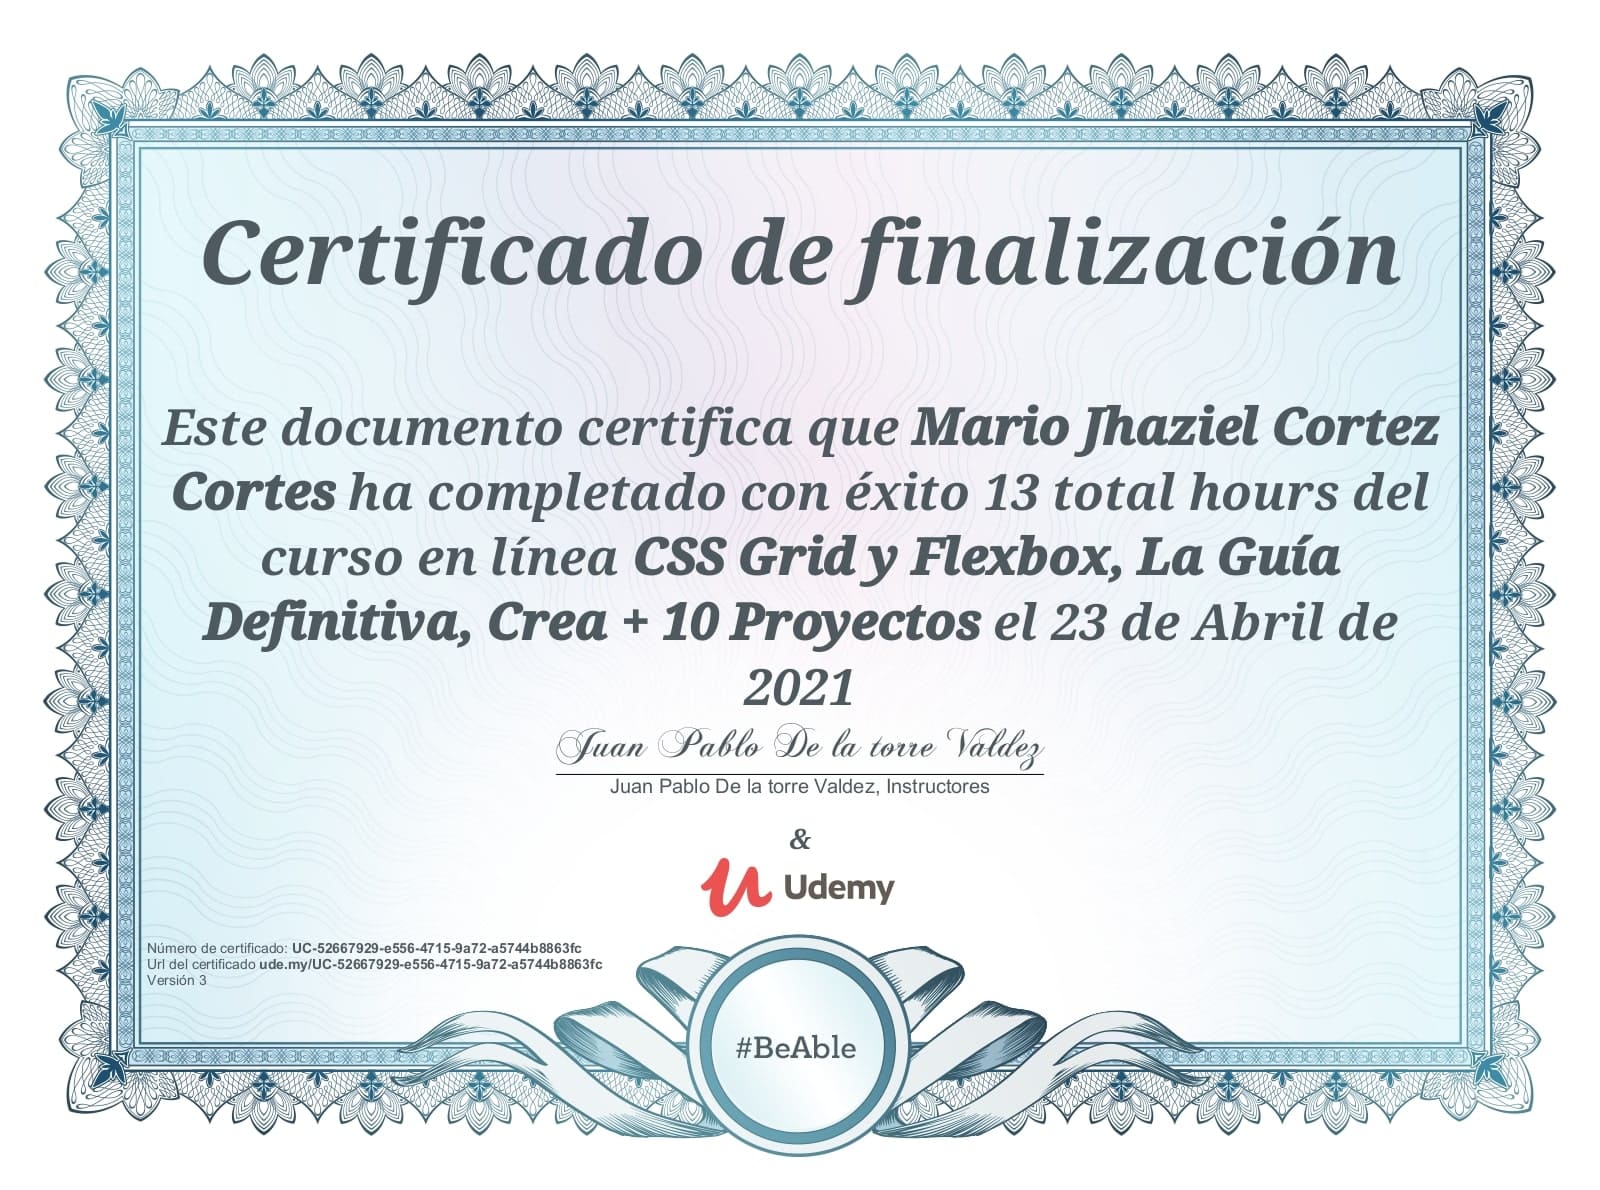 Certificado de finalización
Este documento certifica que Mario Jhaziel Cortez
Cortes ha completado con éxito 13 total hours del
curso en línea CSS Grid y Flexbox, La Guía
Definitiva, Crea + 10 Proyectos el 23 de Abril de
2021
Juan Pablo De la torre Valdez
Juan Pablo De la torre Valdez, Instructores
&
Udemy
Número de certificado: UC-52667929-e556-4715-9a72-a5744b8863fc
Url del certificado ude.my/UC-52667929-e556-4715-9a72-a5744b8863fc
Versión 3
#BeAble